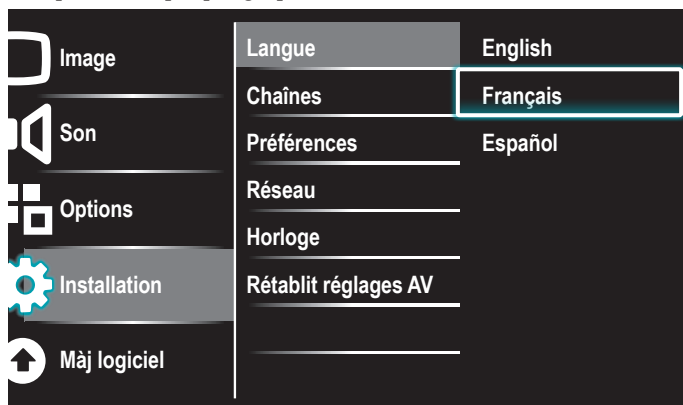 Image
Son
Options
Installation
Màj logiciel
Langue
Chaînes
Préférences
Réseau
Horloge
Rétablit réglages AV
English
Français
Español